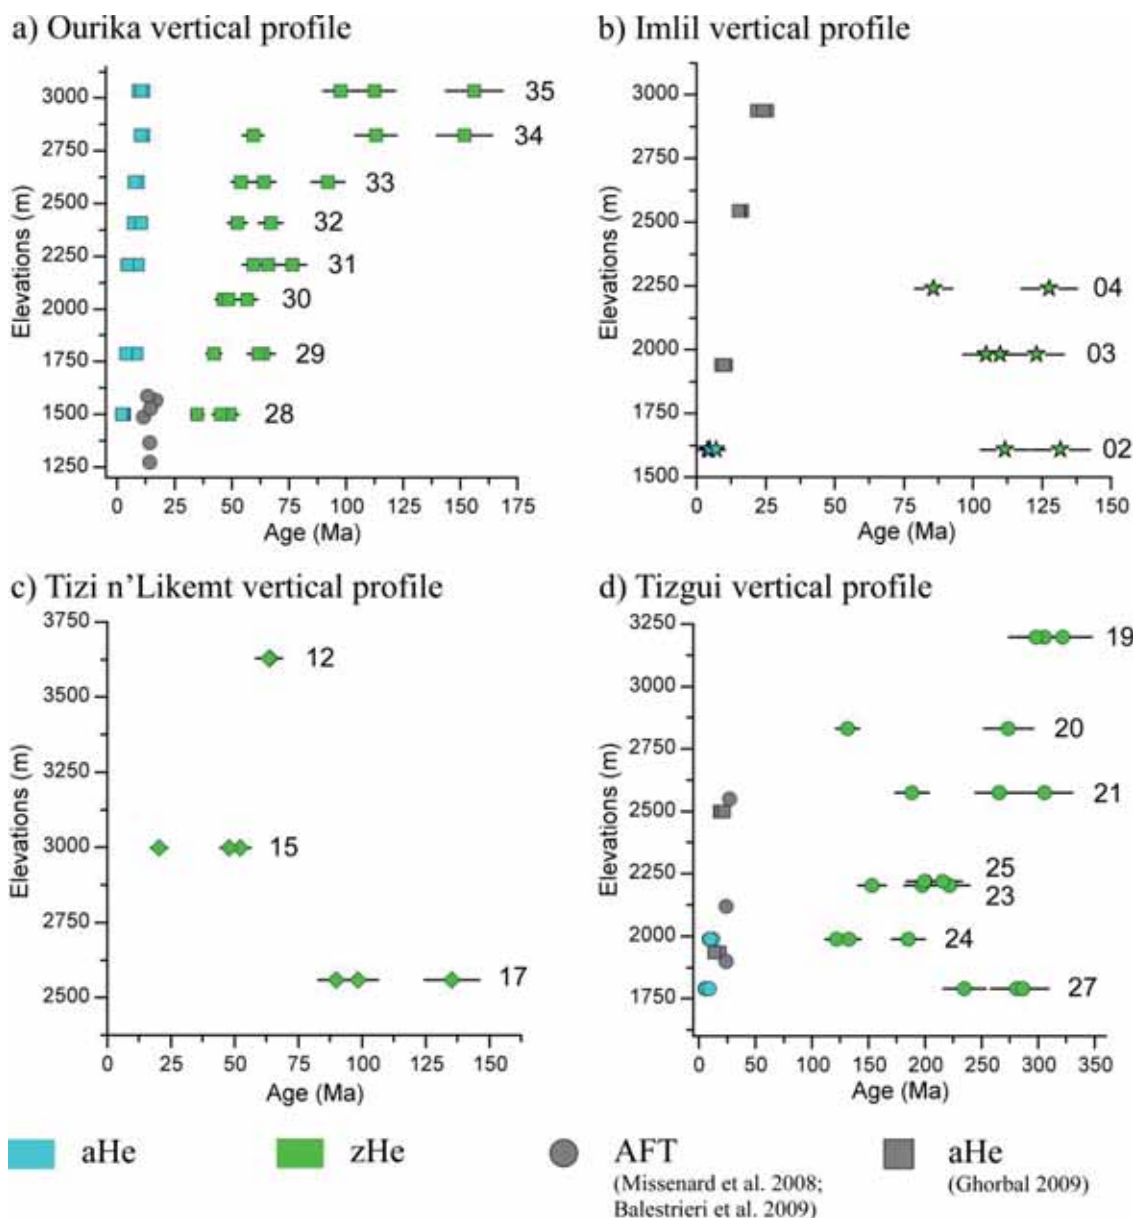 a) Ourika vertical profile
3000
2750
2500
2250
2000
1750
1500
1250
Elevations (m)
35
34
33
32
31
30
29
28
0 25 50 75 100 125 150 175
Age (Ma)
b) Imlil vertical profile
3000
2750
2500
2250
2000
1750
1500
Elevations (m)
04
03
02
0 25 50 75 100 125 150
Age (Ma)
c) Tizi n’Likemt vertical profile
3750
3500
3250
3000
2750
2500
Elevations (m)
12
15
17
0 25 50 75 100 125 150
Age (Ma)
d) Tizgui vertical profile
3250
3000
2750
2500
2250
2000
1750
Elevations (m)
19
20
21
25
23
24
27
0 50 100 150 200 250 300 350
Age (Ma)
aHe
zHe
AFT
(Missenard et al. 2008;
Balestrieri et al. 2009)
aHe
(Ghorbal 2009)